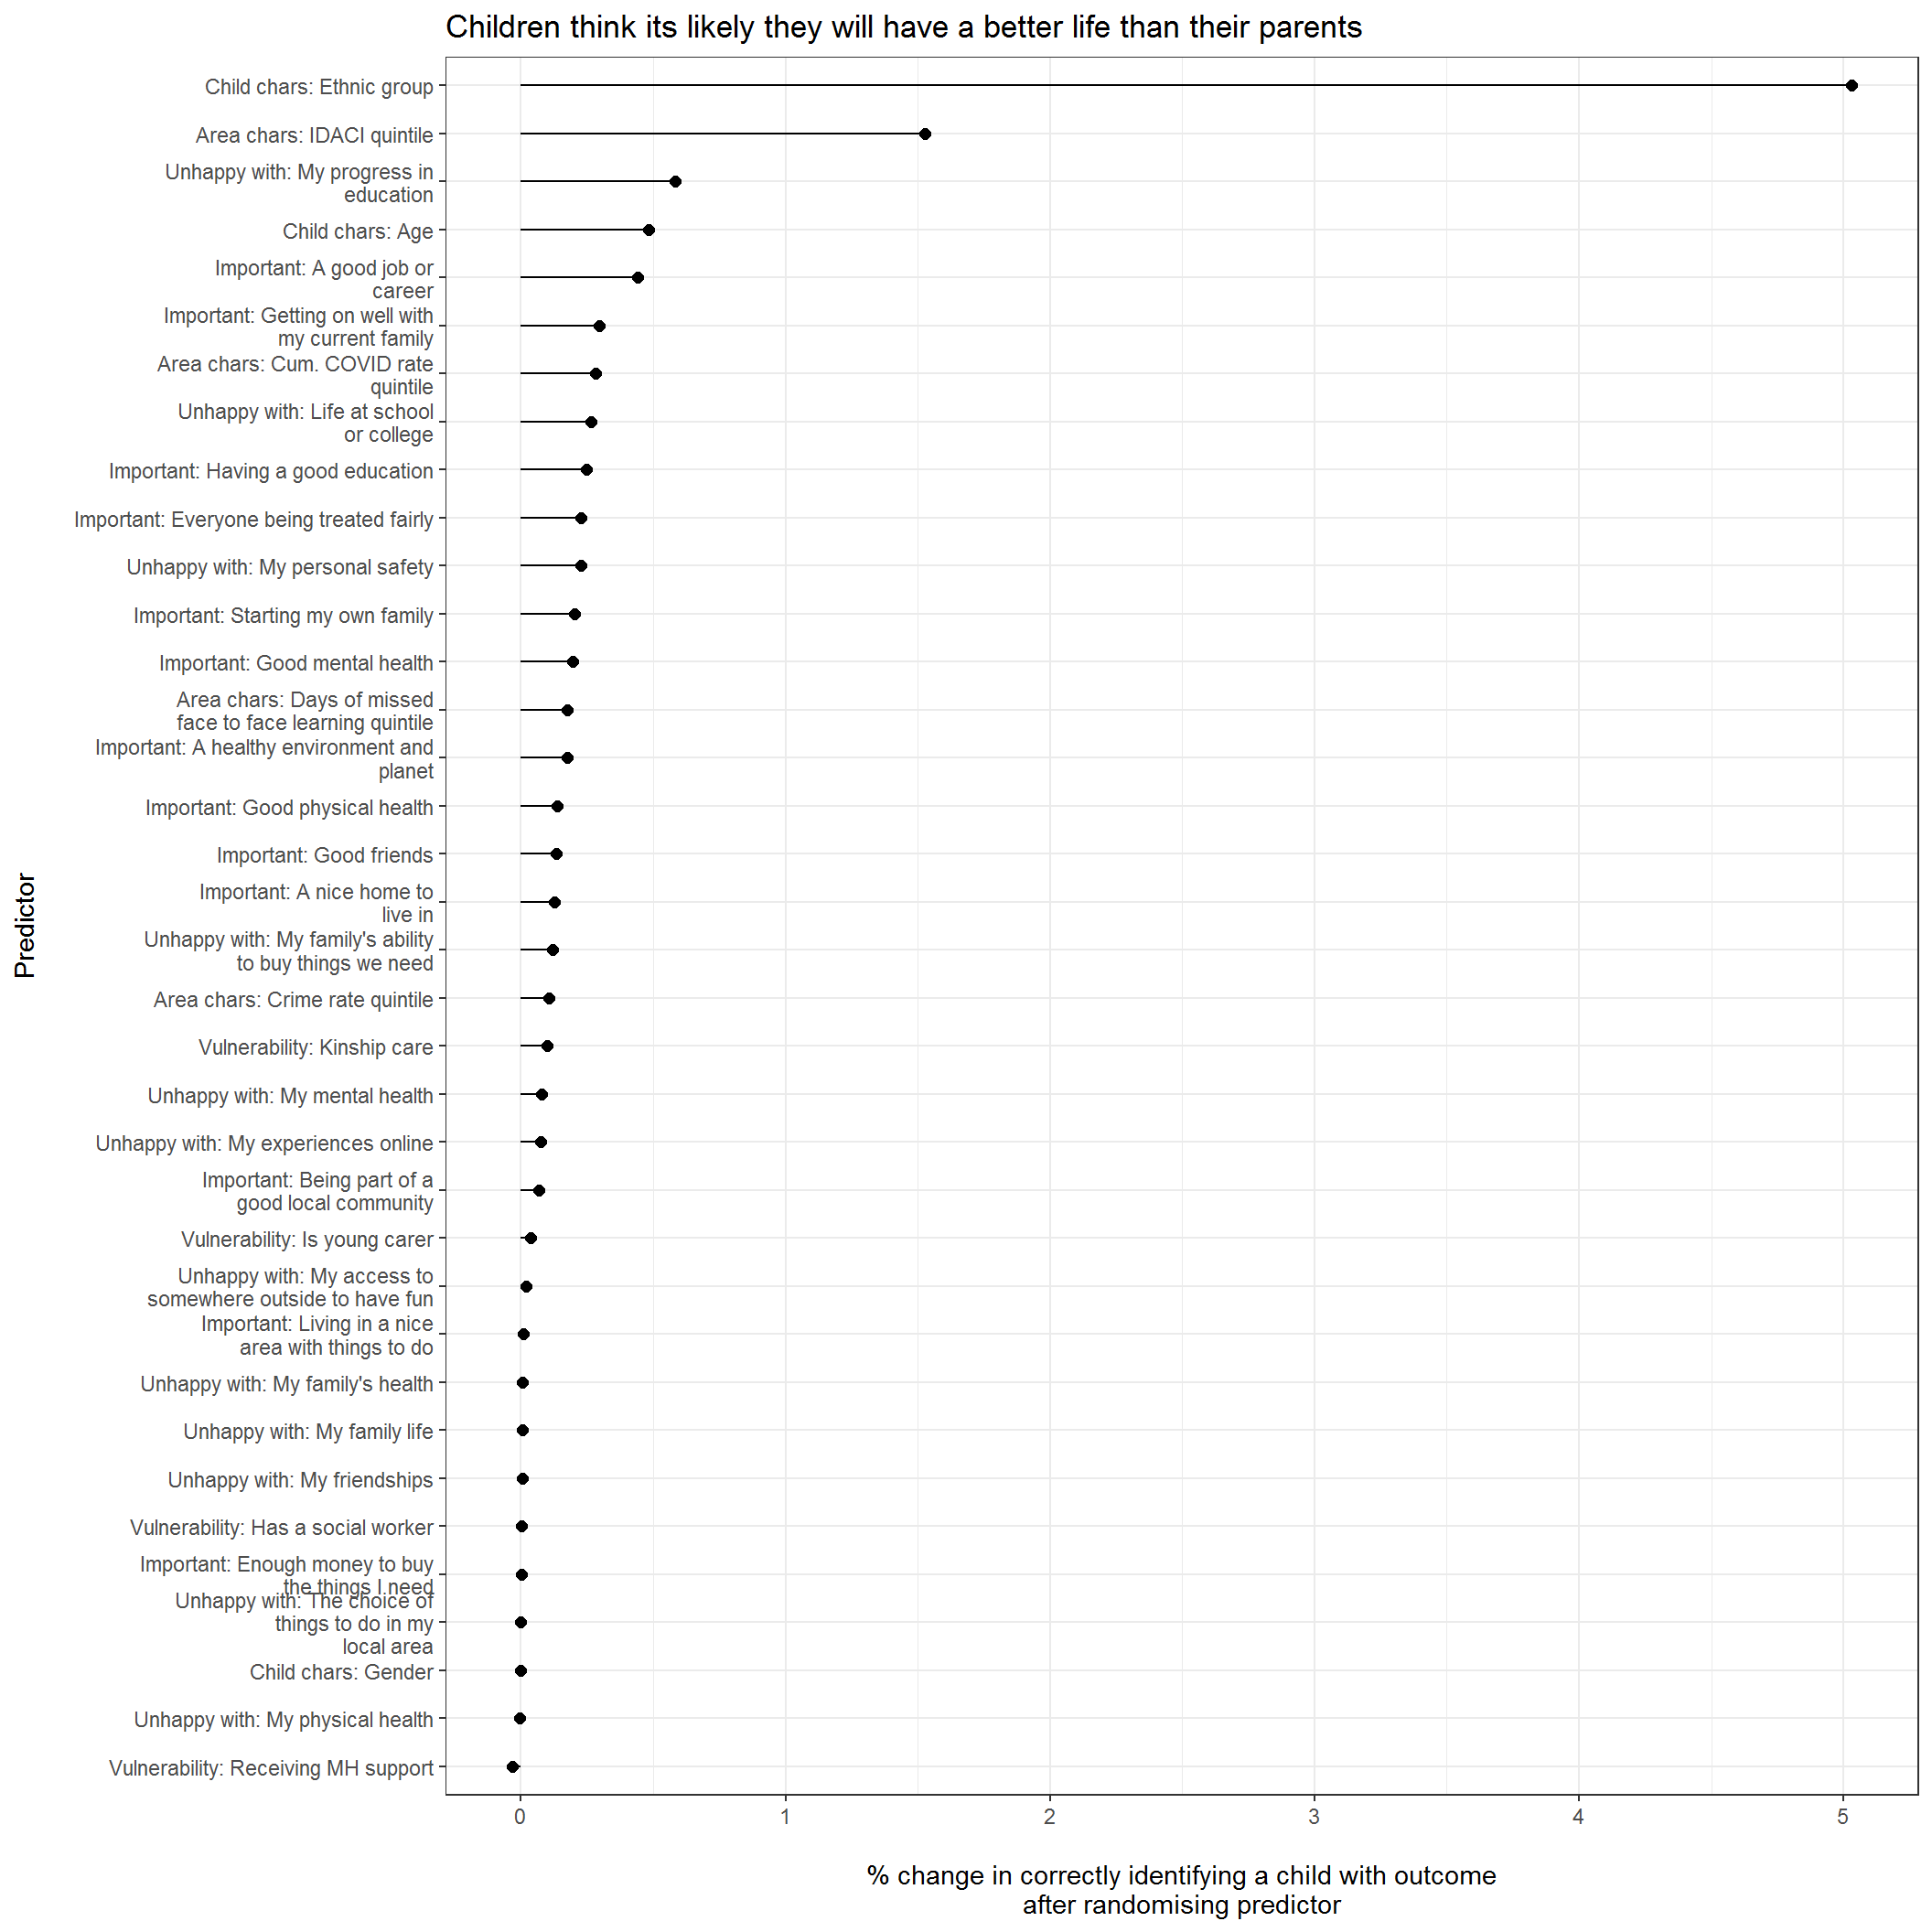 Children think its likely they will have a better life than their parents
Child chars: Ethnic group
Area chars: IDACI quintile
Unhappy with: My progress in
education
Child chars: Age
Important: A good job or
career
Important: Getting on well with
my current family
Area chars: Cum. COVID rate
quintile
Unhappy with: Life at school
or college
Important: Having a good education
Important: Everyone being treated fairly
Unhappy with: My personal safety
Important: Starting my own family
Important: Good mental health
Area chars: Days of missed
face to face learning quintile
Important: A healthy environment and
planet
Important: Good physical health
Important: Good friends
Important: A nice home to
live in
Unhappy with: My family's ability
to buy things we need
Area chars: Crime rate quintile
Vulnerability: Kinship care
Unhappy with: My mental health
Unhappy with: My experiences online
Important: Being part of a
good local community
Vulnerability: Is young carer
Unhappy with: My access to
somewhere outside to have fun
Important: Living in a nice
area with things to do
Unhappy with: My family's health
Unhappy with: My family life
Unhappy with: My friendships
Vulnerability: Has a social worker
Important: Enough money to buy
the things I need
Unhappy with: The choice of
things to do in my
local area
Child chars: Gender
Unhappy with: My physical health
Vulnerability: Receiving MH support
Predictor
0 1 2 3 4 5
% change in correctly identifying a child with outcome
after randomising predictor